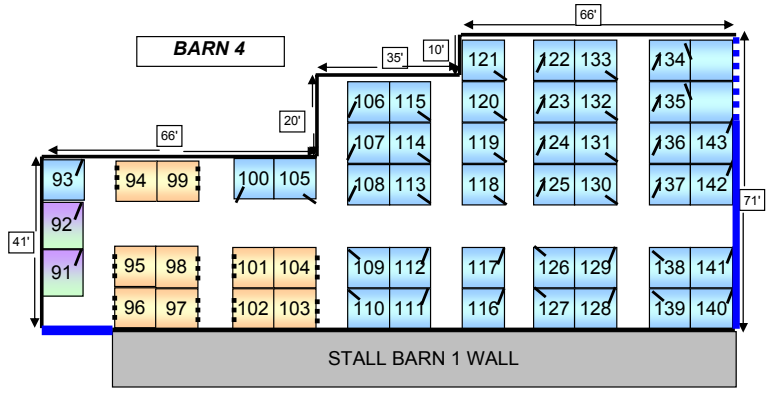 66'
BARN 4
35'
10'
121 122 133 134
20'
106 115 120 123 132 135
66'
107 114 119 124 131 136 143
93 94 99 100 105 108 113 118 125 130 137 142
71'
92
41'
91 95 98 101 104 109 112 117 126 129 138 141
96 97 102 103 110 111 116 127 128 139 140
STALL BARN 1 WALL